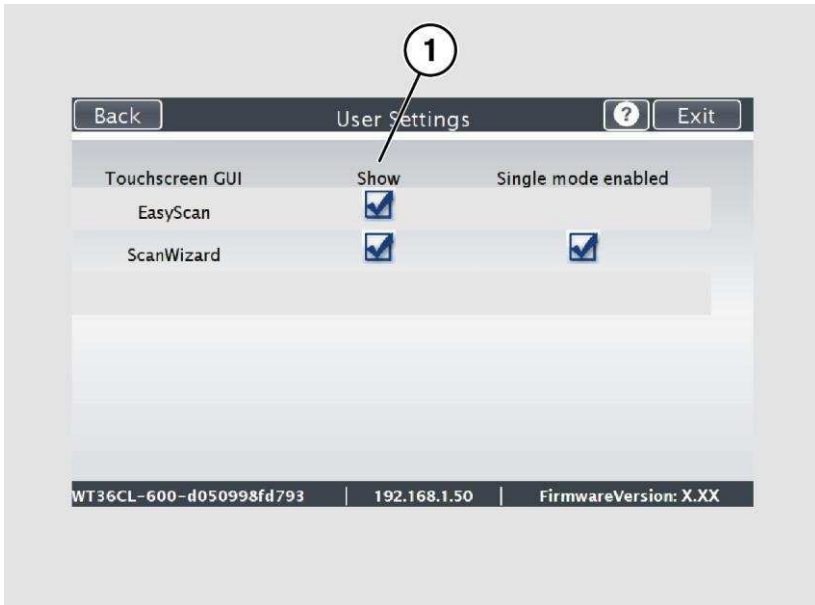 1
Back User Settings ? Exit
Touchscreen GUI Show Single mode enabled
EasyScan
ScanWizard
WT36CL-600-d050998fd793 | 192.168.1.50 | FirmwareVersion: X.XX